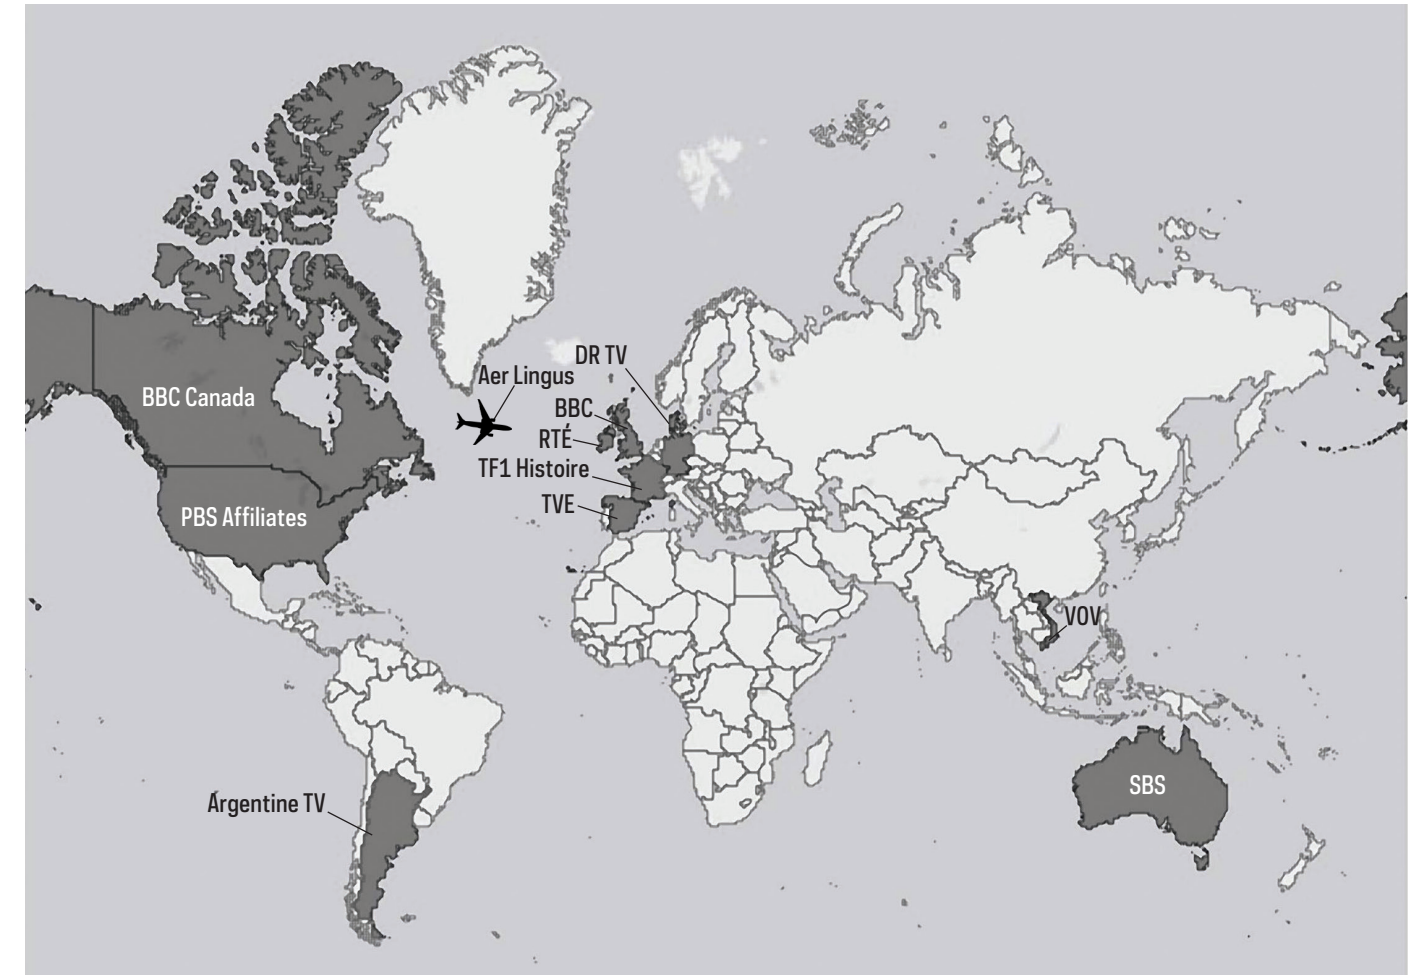 DR TV
Aer Lingus
BBC Canada
BBC
RTÉ
TF1 Histoire
TVE
PBS Affiliates
VOV
SBS
Argentine TV